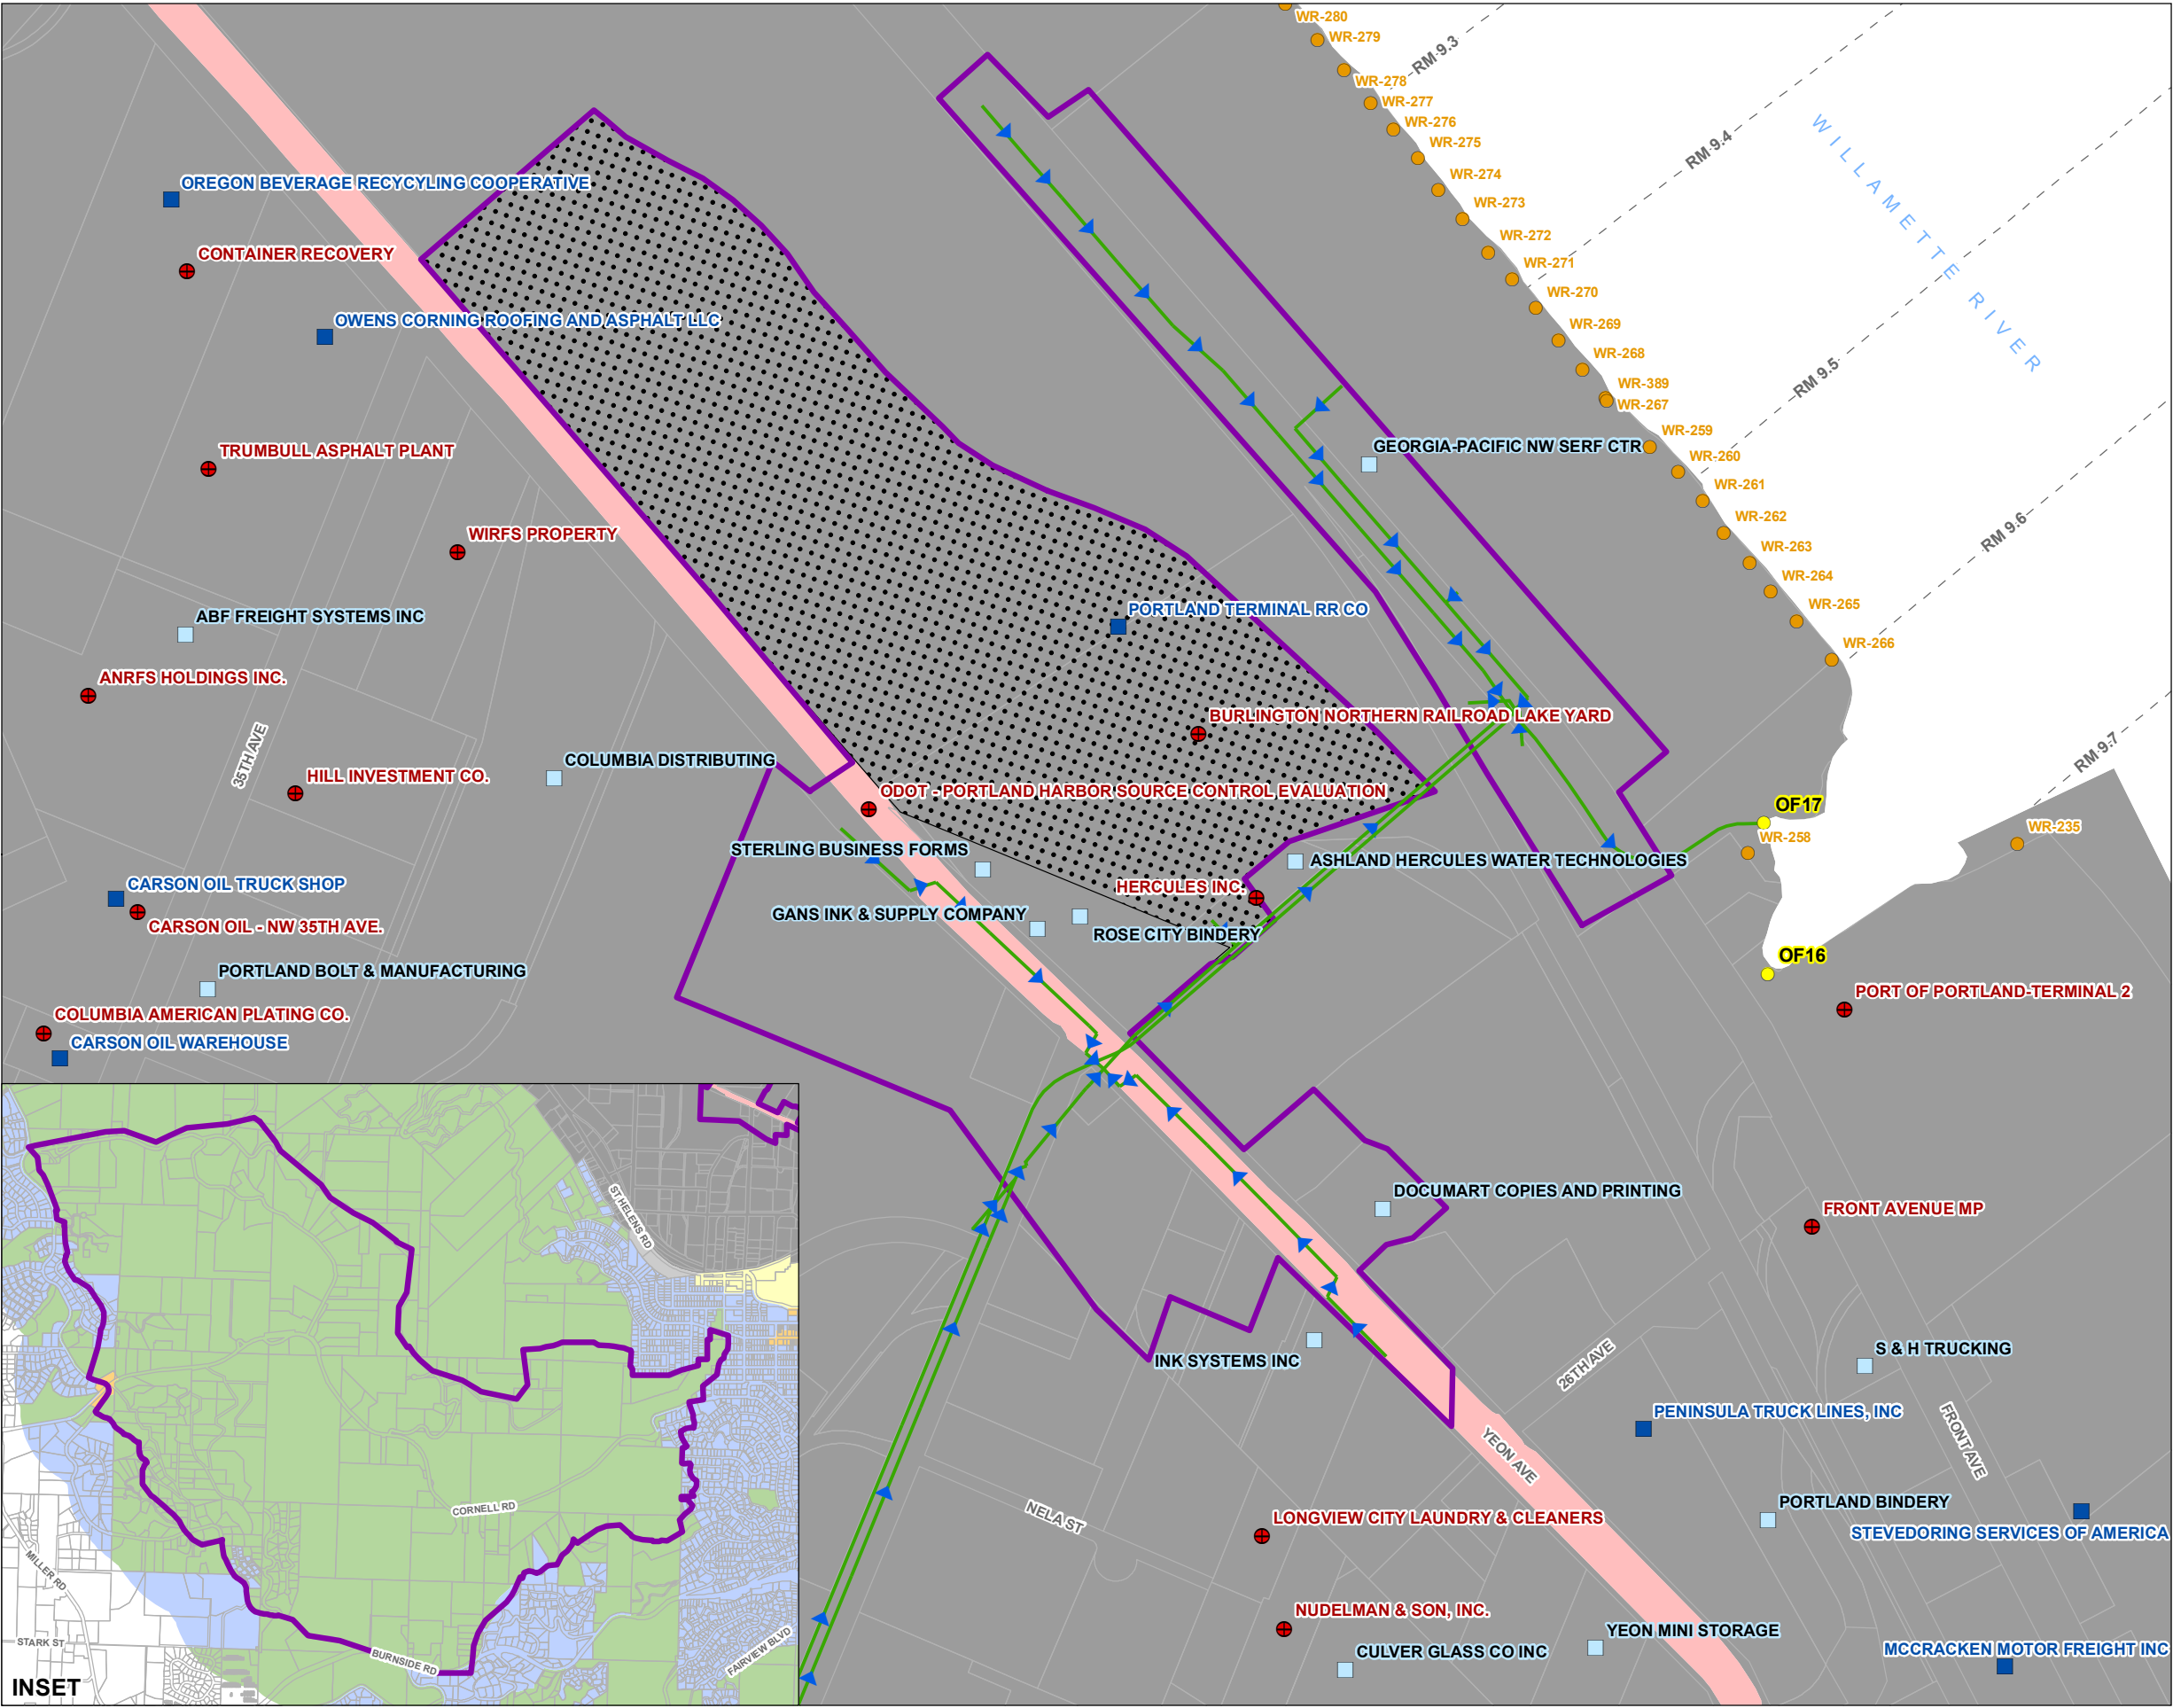 WR-280
WR-279
RM 9.3
WR-278
WR-277
WR-276
WR-275
WR-274
WR-273
WR-272
WR-271
WR-270
WR-269
WR-268
WR-389
WR-267
WR-259
WR-260
WR-261
WR-262
WR-263
WR-264
WR-265
WR-266
RM 9.4
WILLAMETTE RIVER
RM 9.5
RM 9.6
RM 9.7
OREGON BEVERAGE RECYCYLING COOPERATIVE
CONTAINER RECOVERY
OWENS CORNING ROOFING AND ASPHALT LLC
TRUMBULL ASPHALT PLANT
GEORGIA-PACIFIC NW SERF CTR
WIRFS PROPERTY
ABF FREIGHT SYSTEMS INC
PORTLAND TERMINAL RR CO
ANRFS HOLDINGS INC.
BURLINGTON NORTHERN RAILROAD LAKE YARD
35TH AVE
COLUMBIA DISTRIBUTING
HILL INVESTMENT CO.
ODOT - PORTLAND HARBOR SOURCE CONTROL EVALUATION
OF17
WR-258
WR-235
STERLING BUSINESS FORMS
ASHLAND HERCULES WATER TECHNOLOGIES
CARSON OIL TRUCK SHOP
HERCULES INC.
CARSON OIL - NW 35TH AVE.
GANS INK & SUPPLY COMPANY
ROSE CITY BINDERY
OF16
PORTLAND BOLT & MANUFACTURING
PORT OF PORTLAND-TERMINAL 2
COLUMBIA AMERICAN PLATING CO.
CARSON OIL WAREHOUSE
DOCUMART COPIES AND PRINTING
FRONT AVENUE MP
INK SYSTEMS INC
26TH AVE
S & H TRUCKING
PENINSULA TRUCK LINES, INC
YEON AVE
FRONT AVE
NELA ST
LONGVIEW CITY LAUNDRY & CLEANERS
PORTLAND BINDERY
STEVEDORING SERVICES OF AMERICA
NUDELMAN & SON, INC.
YEON MINI STORAGE
CULVER GLASS CO INC
MCCRACKEN MOTOR FREIGHT INC
ST HELENS RD
CORNELL RD
MILLER RD
STARK ST
BURNSIDE RD
FAIRVIEW BLVD
INSET